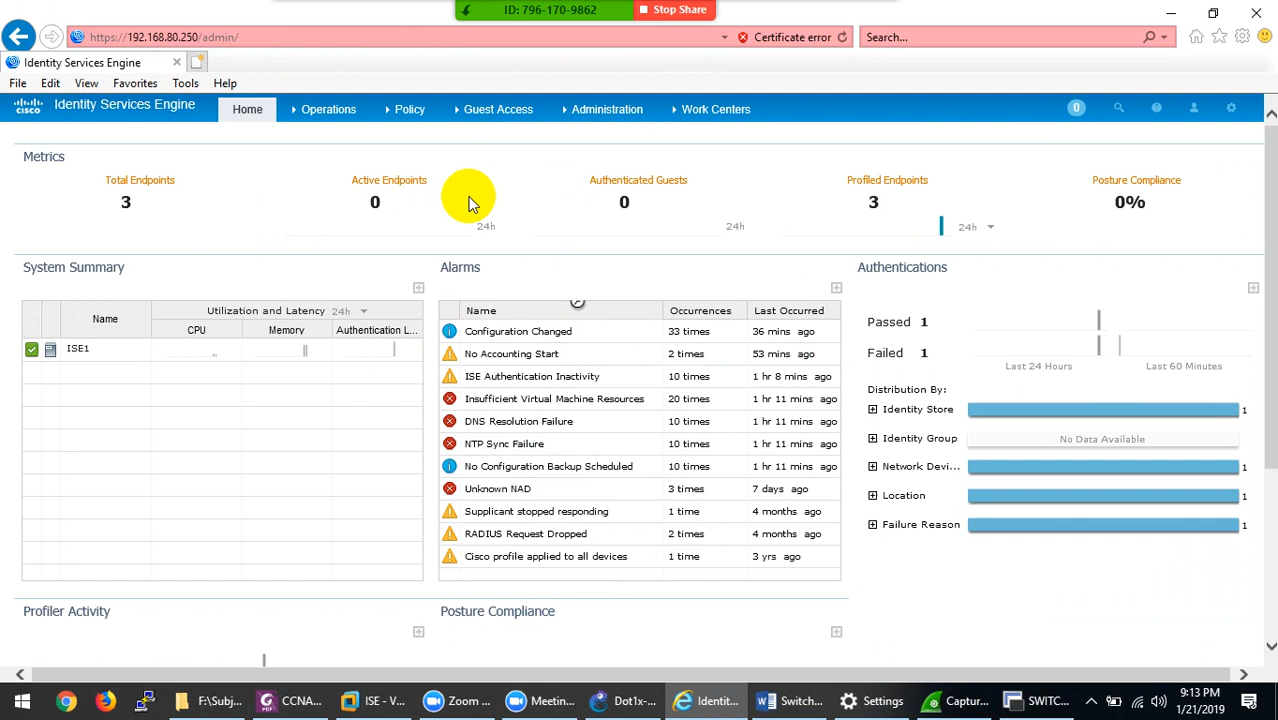 ID: 796-170-9862 Stop Share
https://192.168.80.250/admin/ Certificate error Search...
Identity Services Engine
File Edit View Favorites Tools Help
cisco Identity Services Engine Home Operations Policy Guest Access Administration Work Centers 0
Metrics
Total Endpoints Active Endpoints Authenticated Guests Profiled Endpoints Posture Compliance
3 0 0 3 0%
24h 24h 24h
System Summary Alarms Authentications
Name Utilization and Latency 24h
CPU Memory Authentication L...
ISE1
Name Occurrences Last Occurred
Configuration Changed 33 times 36 mins ago
No Accounting Start 2 times 53 mins ago
ISE Authentication Inactivity 10 times 1 hr 8 mins ago
Insufficient Virtual Machine Resources 20 times 1 hr 11 mins ago
DNS Resolution Failure 10 times 1 hr 11 mins ago
NTP Sync Failure 10 times 1 hr 11 mins ago
No Configuration Backup Scheduled 10 times 1 hr 11 mins ago
Unknown NAD 3 times 7 days ago
Supplicant stopped responding 1 time 4 months ago
RADIUS Request Dropped 2 times 4 months ago
Cisco profile applied to all devices 1 time 3 yrs ago
Passed 1
Failed 1
Last 24 Hours Last 60 Minutes
Distribution By:
Identity Store 1
Identity Group No Data Available
Network Devi... 1
Location 1
Failure Reason 1
Profiler Activity Posture Compliance
F:\Subj... CCNA... ISE - V... Zoom ... Meetin... Dot1x-... Identit... Switch... Settings Captur... SWITC...
9:13 PM
1/21/2019